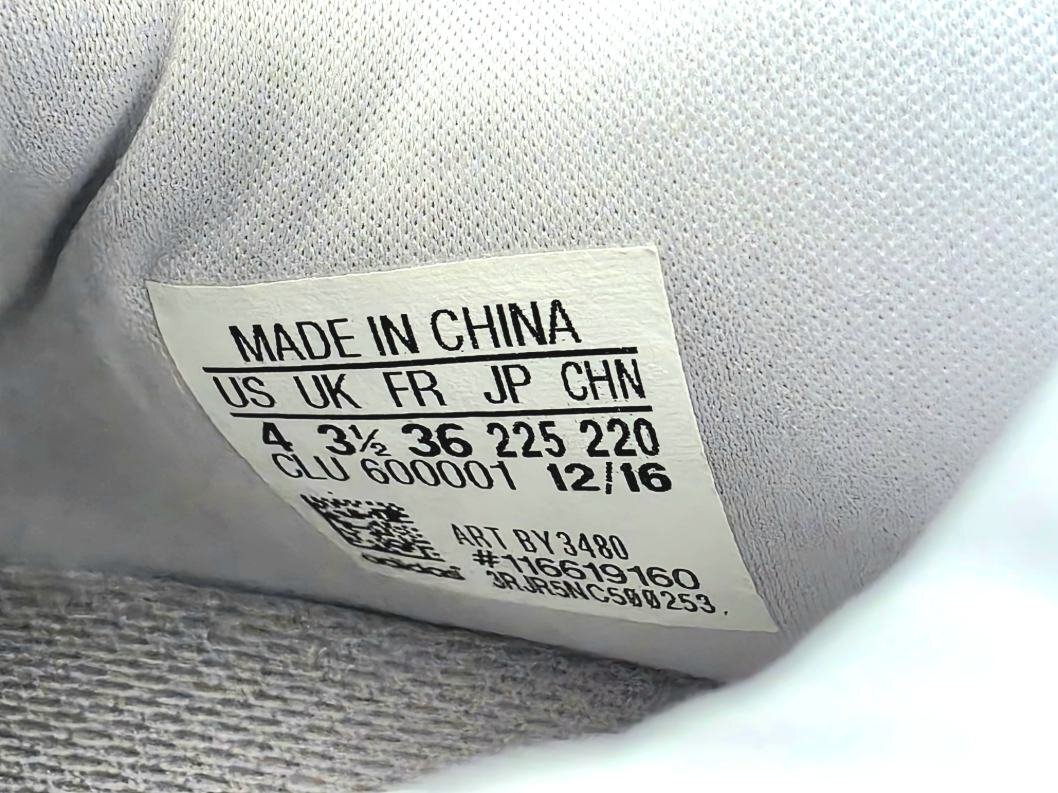 MADE IN CHINA
US UK FR JP CHN
4 3½ 36 225 220
CLU 600001 12/16
ART BY3480
#116619160
adidas
3RJR5NC500253